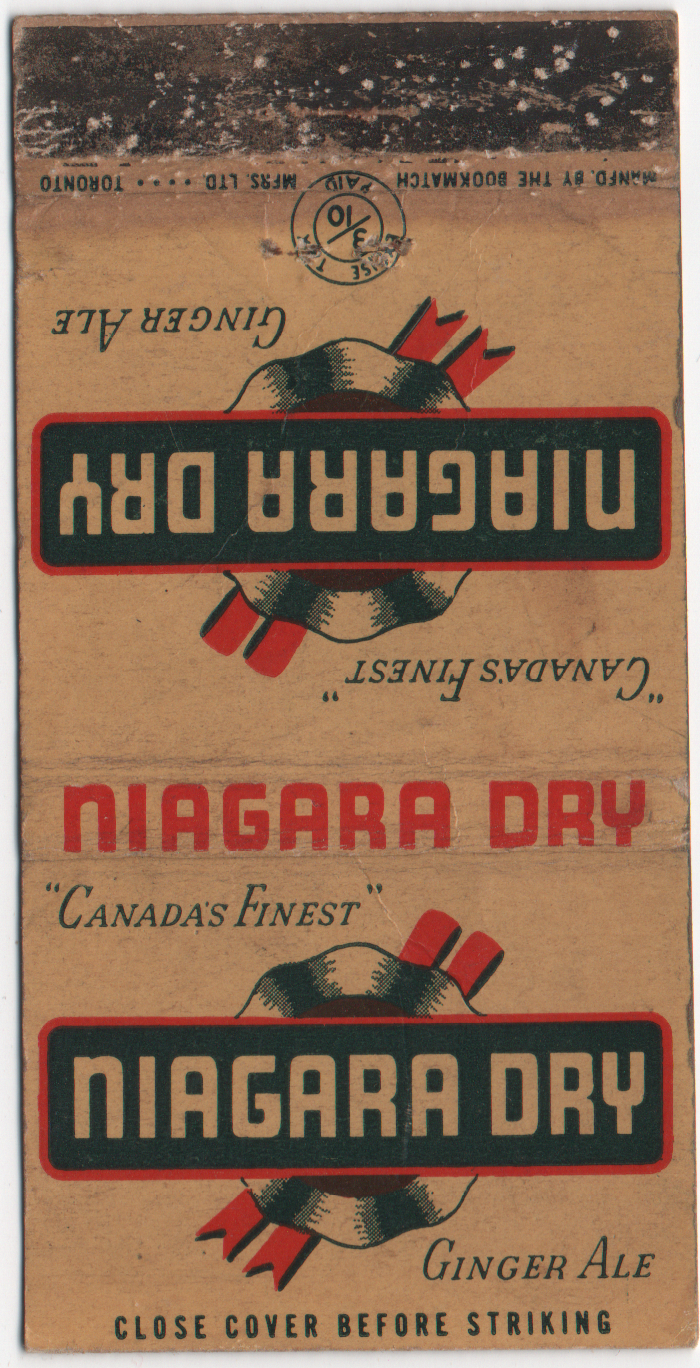 MANFD. BY THE BOOKMATCH MFRS. LTD. •••• TORONTO
3/10
PAID
GINGER ALE
NIAGARA DRY
"CANADA'S FINEST"
NIAGARA DRY
"CANADA'S FINEST"
NIAGARA DRY
GINGER ALE
CLOSE COVER BEFORE STRIKING